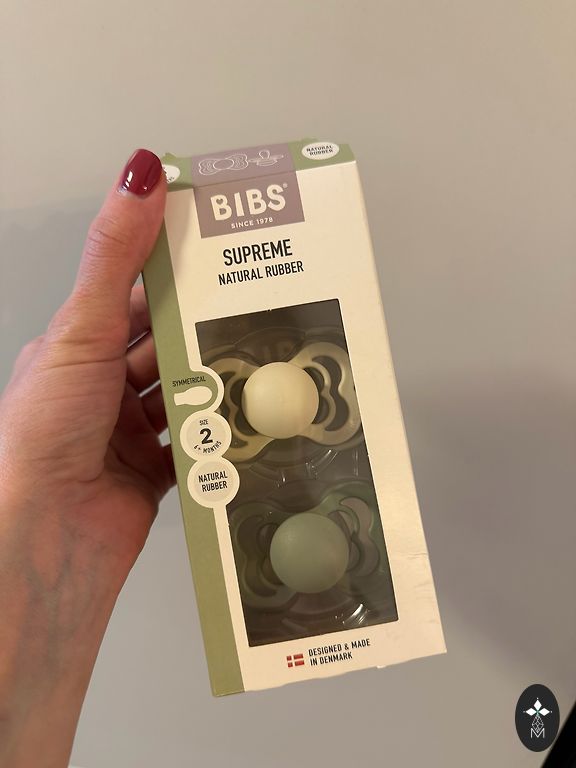 NATURAL
RUBBER
BIBS®
SINCE 1978
SUPREME
NATURAL RUBBER
SYMMETRICAL
SIZE
2
6+ MONTHS
NATURAL
RUBBER
DESIGNED & MADE
IN DENMARK